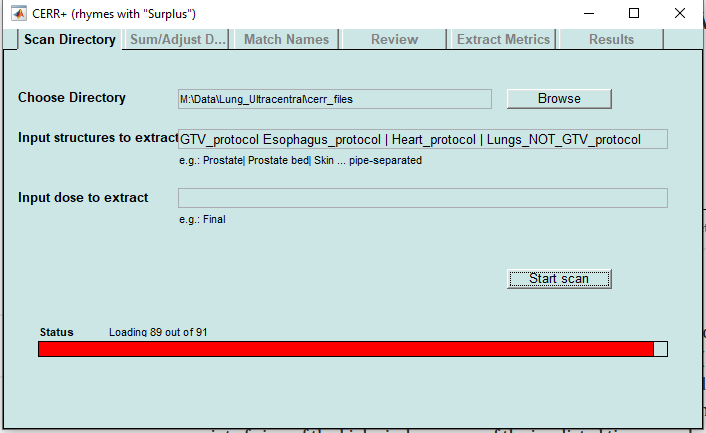 CERR+ (rhymes with "Surplus")
Scan Directory Sum/Adjust D... Match Names Review Extract Metrics Results
Choose Directory M:\Data\Lung_Ultracentral\cerr_files Browse
Input structures to extract GTV_protocol Esophagus_protocol | Heart_protocol | Lungs_NOT_GTV_protocol
e.g.: Prostate| Prostate bed| Skin ... pipe-separated
Input dose to extract
e.g.: Final
Start scan
Status Loading 89 out of 91